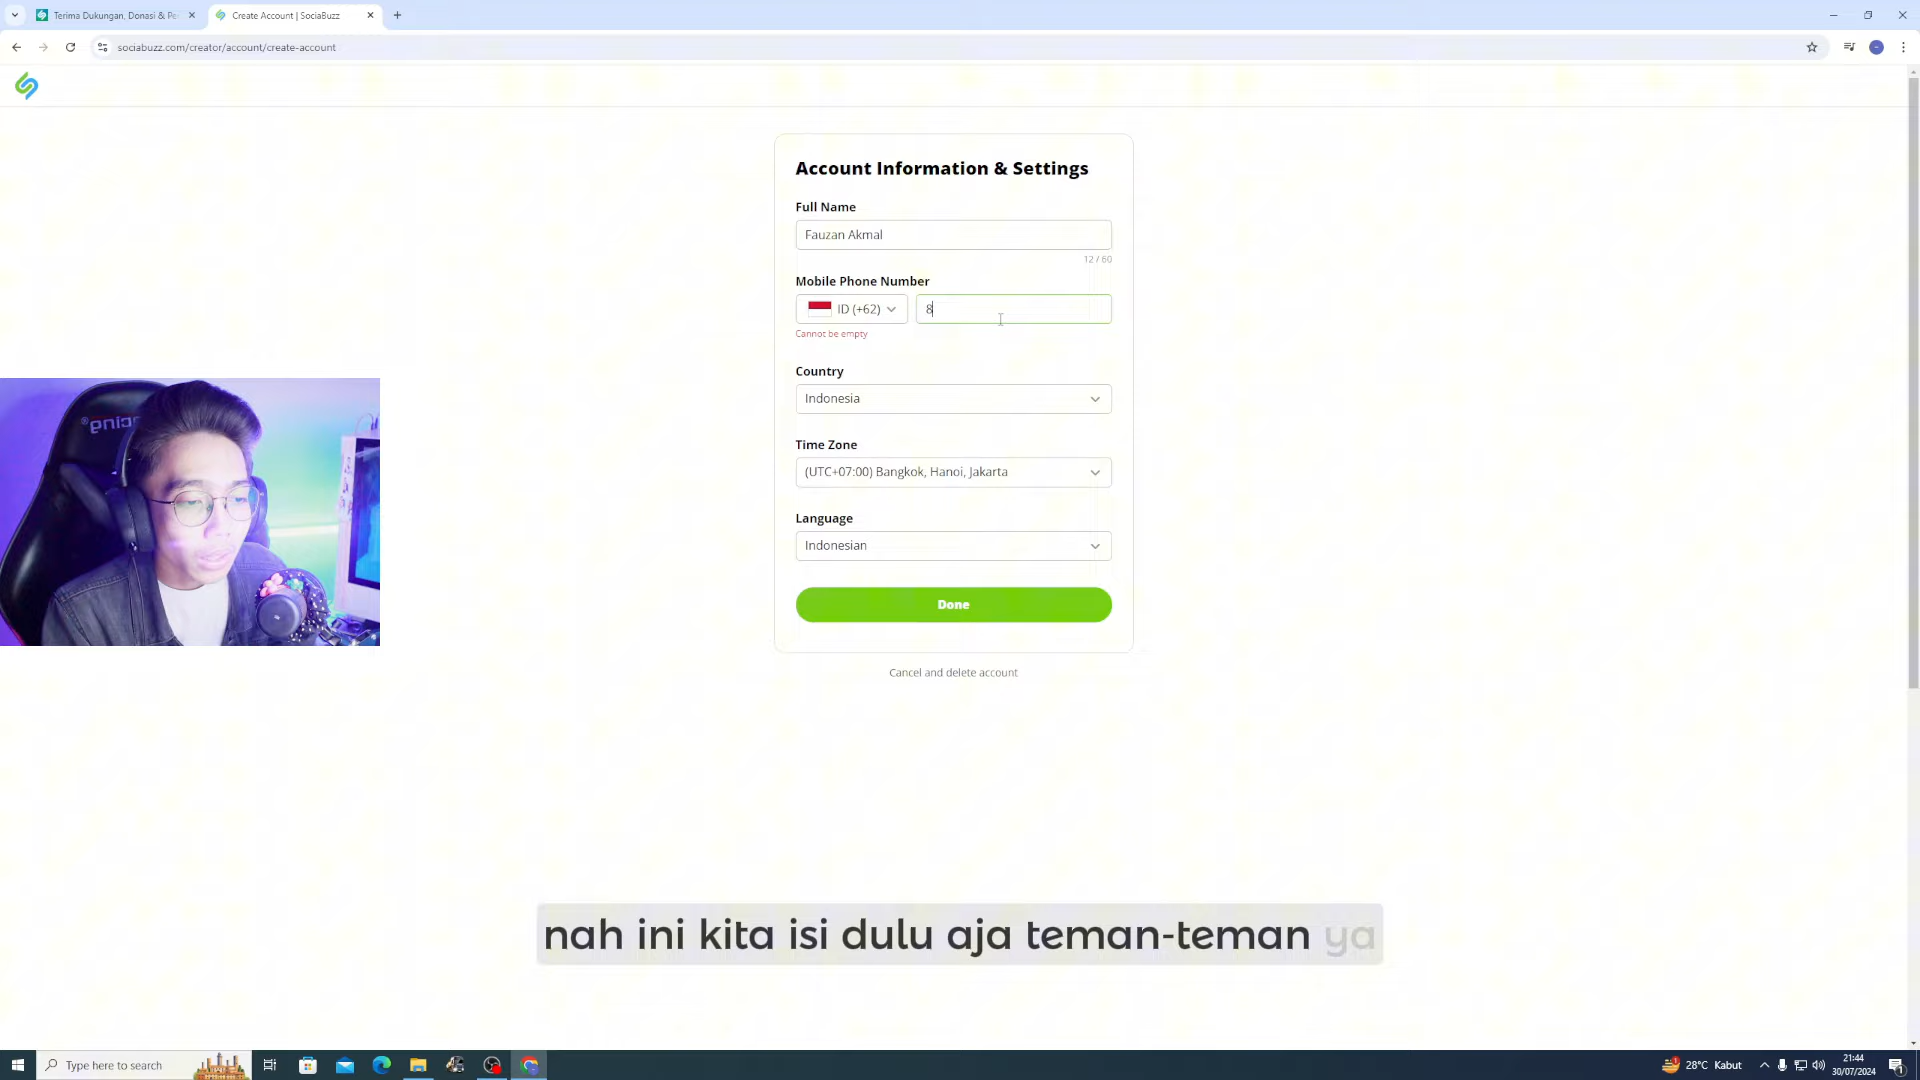 Terima Dukungan, Donasi & Pe
Create Account | SociaBuzz
sociabuzz.com/creator/account/create-account
Account Information & Settings
Full Name
Fauzan Akmal
12 / 60
Mobile Phone Number
ID (+62)
8
Cannot be empty
Country
Indonesia
Time Zone
(UTC+07:00) Bangkok, Hanoi, Jakarta
Language
Indonesian
Done
Cancel and delete account
nah ini kita isi dulu aja teman-teman ya
Type here to search
28°C Kabut
21:44
30/07/2024